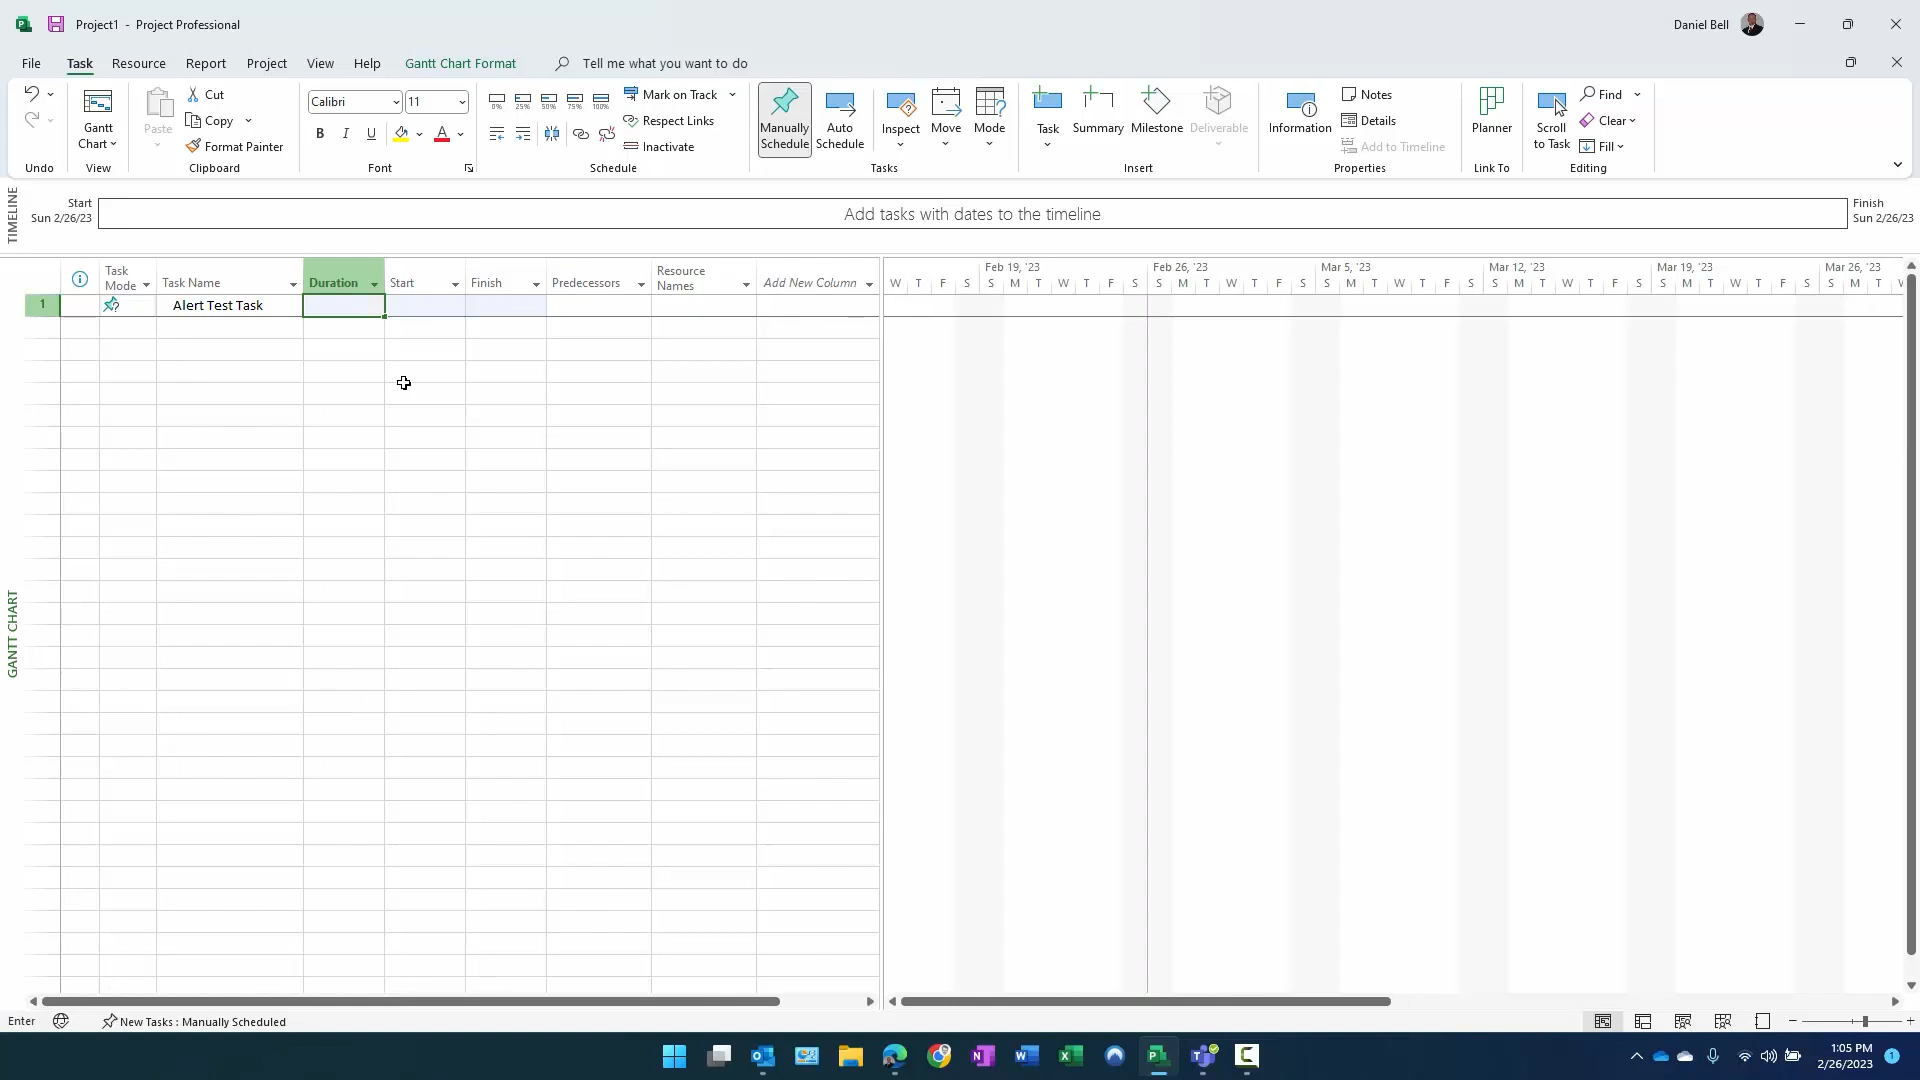 Project1 - Project Professional
Daniel Bell
File Task Resource Report Project View Help Gantt Chart Format Tell me what you want to do
Gantt Chart
Paste
Cut
Copy
Format Painter
Calibri 11
B I U A
0% 25% 50% 75% 100%
Mark on Track
Respect Links
Inactivate
Manually Schedule
Auto Schedule
Inspect
Move
Mode
Task
Summary
Milestone
Deliverable
Information
Notes
Details
Add to Timeline
Planner
Scroll to Task
Find
Clear
Fill
Undo View Clipboard Font Schedule Tasks Insert Properties Link To Editing
TIMELINE
Start
Sun 2/26/23
Add tasks with dates to the timeline
Finish
Sun 2/26/23
Task Mode Task Name Duration Start Finish Predecessors Resource Names Add New Column
Feb 19, '23 Feb 26, '23 Mar 5, '23 Mar 12, '23 Mar 19, '23 Mar 26, '23
W T F S S M T W T F S S M T W T F S S M T W T F S S M T W T F S S M T W T F S S M T W
1 Alert Test Task
GANTT CHART
Enter New Tasks : Manually Scheduled
1:05 PM
2/26/2023
1